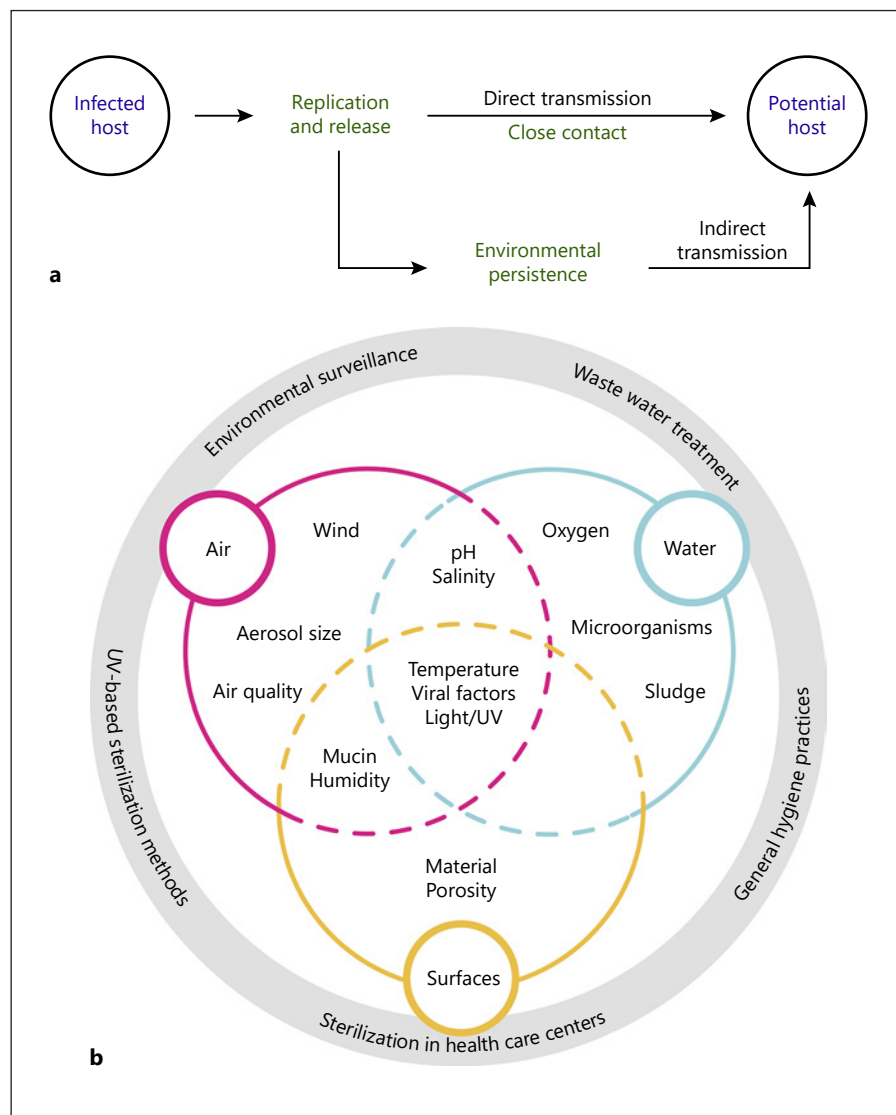 Infected
host
Replication
and release
Direct transmission
Close contact
Potential
host
Environmental
persistence
Indirect
transmission
a
Environmental surveillance
Waste water treatment
Air
Wind
pH
Salinity
Oxygen
Water
Aerosol size
Microorganisms
Air quality
Temperature
Viral factors
Light/UV
Sludge
Mucin
Humidity
UV-based sterilization methods
General hygiene practices
Material
Porosity
Surfaces
Sterilization in health care centers
b